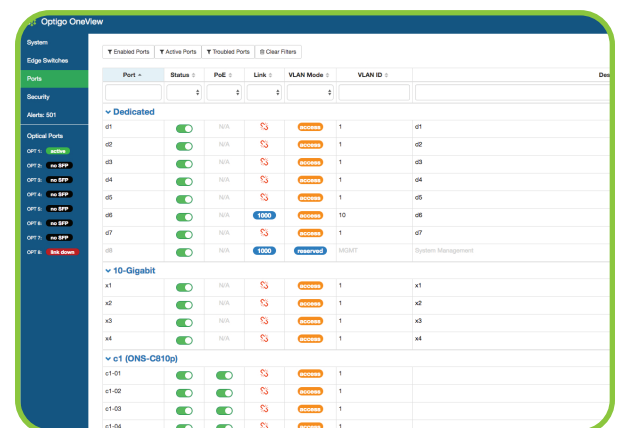 Optigo OneView
System
Edge Switches
Ports
Security
Alerts: 501
Optical Ports
OPT 1: active
OPT 2: no SFP
OPT 3: no SFP
OPT 4: no SFP
OPT 5: no SFP
OPT 6: no SFP
OPT 7: no SFP
OPT 8: link down
Enabled Ports Active Ports Troubled Ports Clear Filters
Port Status PoE Link VLAN Mode VLAN ID Des
Dedicated
d1 N/A access 1 d1
d2 N/A access 1 d2
d3 N/A access 1 d3
d4 N/A access 1 d4
d5 N/A access 1 d5
d6 N/A 1000 access 10 d6
d7 N/A access 1 d7
d8 N/A 1000 reserved MGMT System Management
10-Gigabit
x1 N/A access 1 x1
x2 N/A access 1 x2
x3 N/A access 1 x3
x4 N/A access 1 x4
c1 (ONS-C810p)
c1-01 access 1
c1-02 access 1
c1-03 access 1
c1-04 access 1